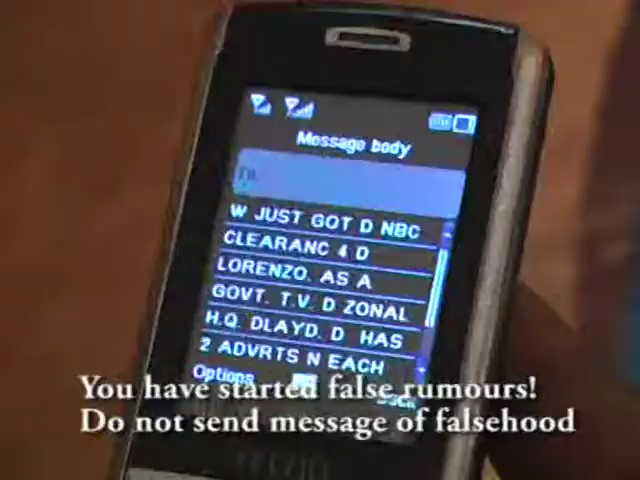 Message body
W JUST GOT D NBC
CLEARANC 4 D
LORENZO. AS A
GOVT. T.V. D ZONAL
H.Q. DLAYD. D HAS
2 ADVRTS N EACH
Options
You have started false rumours!
Do not send message of falsehood